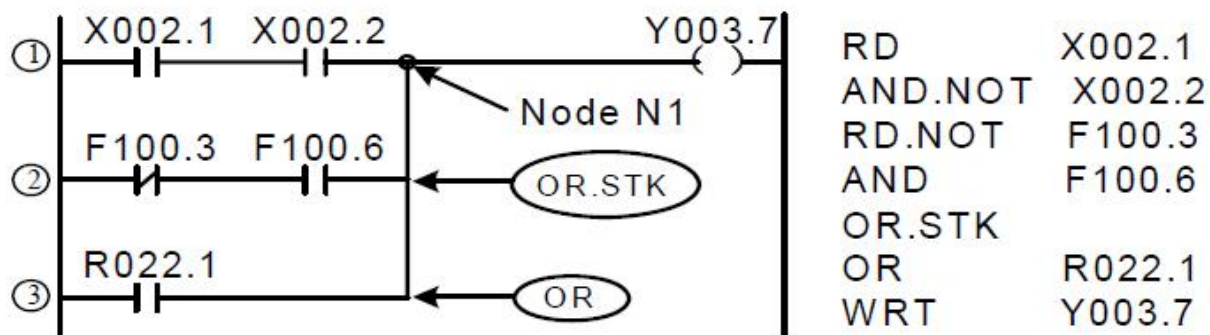 X002.1 X002.2 Y003.7
①
Node N1
F100.3 F100.6
②
OR.STK
R022.1
③
OR
RD X002.1
AND.NOT X002.2
RD.NOT F100.3
AND F100.6
OR.STK
OR R022.1
WRT Y003.7